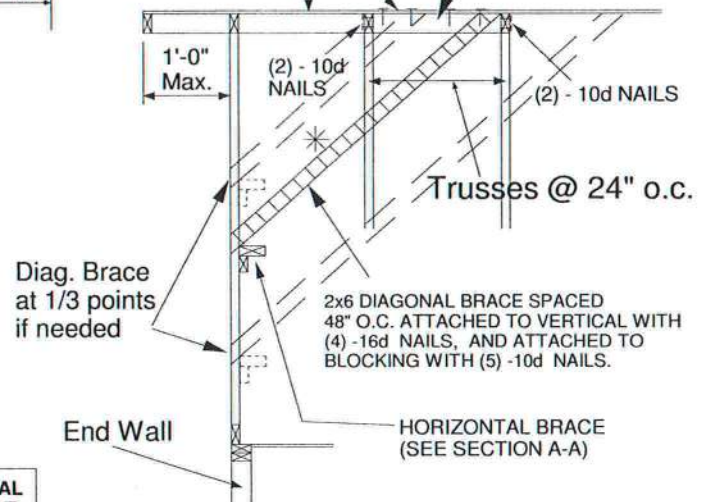 1'-0"
Max.
(2) - 10d
NAILS
(2) - 10d NAILS
Trusses @ 24" o.c.
Diag. Brace
at 1/3 points
if needed
2x6 DIAGONAL BRACE SPACED
48" O.C. ATTACHED TO VERTICAL WITH
(4) -16d NAILS, AND ATTACHED TO
BLOCKING WITH (5) -10d NAILS.
HORIZONTAL BRACE
(SEE SECTION A-A)
End Wall
AL